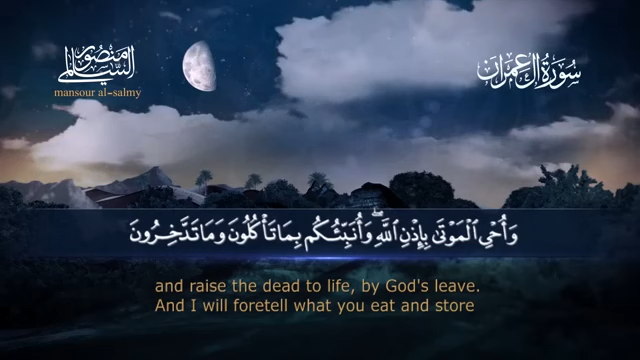 منصور السالمي
mansour al-salmy
سُورَةُ آلِ عِمْرَان
وَأُحْيِ ٱلْمَوْتَىٰ بِإِذْنِ ٱللَّهِ ۖ وَأُنَبِّئُكُم بِمَا تَأْكُلُونَ وَمَا تَدَّخِرُونَ
and raise the dead to life, by God's leave.
And I will foretell what you eat and store